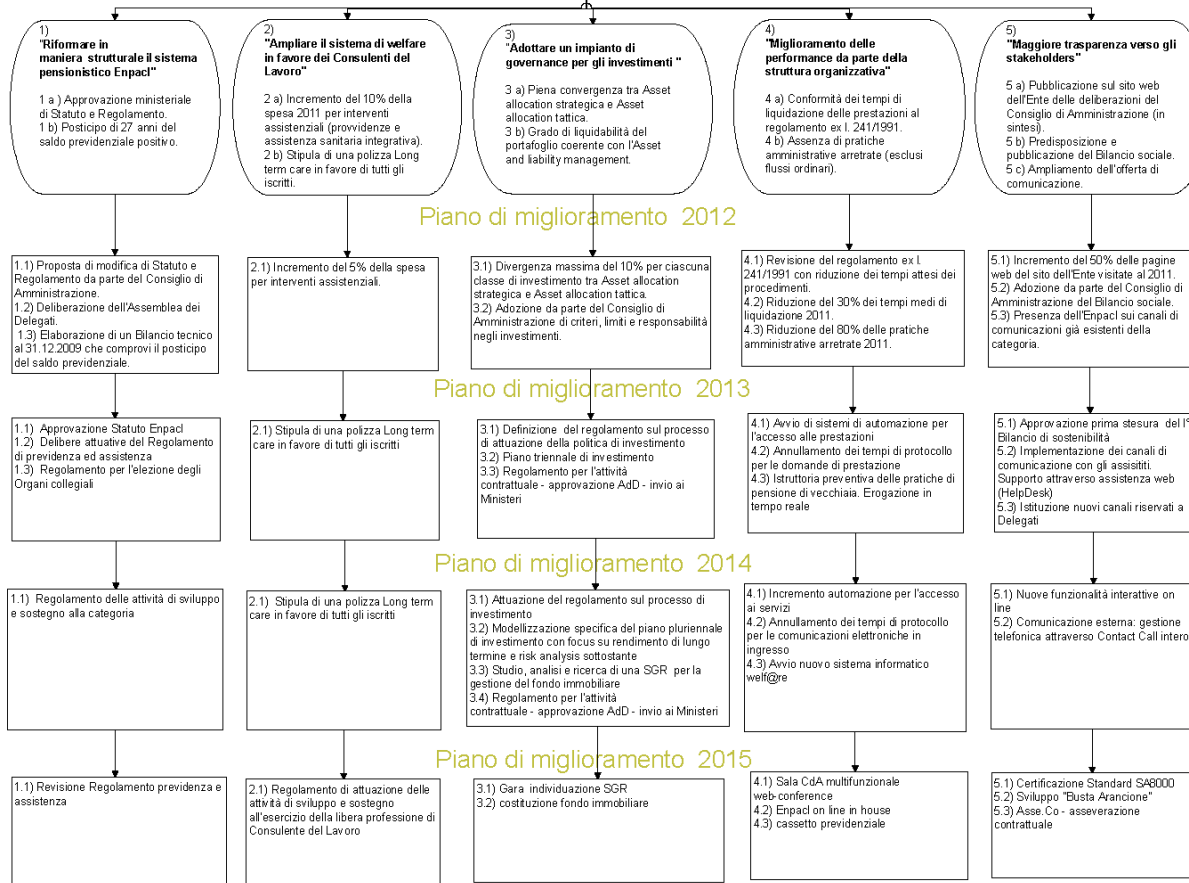 1)
"Riformare in
maniera strutturale il sistema
pensionistico Enpacl"
1 a ) Approvazione ministeriale
di Statuto e Regolamento.
1 b) Posticipo di 27 anni del
saldo previdenziale positivo.
2)
"Ampliare il sistema di welfare
in favore dei Consulenti del
Lavoro"
2 a) Incremento del 10% della
spesa 2011 per interventi
assistenziali (provvidenze e
assistenza sanitaria integrativa).
2 b) Stipula di una polizza Long
term care in favore di tutti gli
iscritti.
3)
"Adottare un impianto di
governance per gli investimenti "
3 a) Piena convergenza tra Asset
allocation strategica e Asset
allocation tattica.
3 b) Grado di liquidabilità del
portafoglio coerente con l'Asset
and liability management.
4)
"Miglioramento delle
performance da parte della
struttura organizzativa"
4 a) Conformità dei tempi di
liquidazione delle prestazioni al
regolamento ex l. 241/1991.
4 b) Assenza di pratiche
amministrative arretrate (esclusi
flussi ordinari).
5)
"Maggiore trasparenza verso gli
stakeholders"
5 a) Pubblicazione sul sito web
dell'Ente delle deliberazioni del
Consiglio di Amministrazione (in
sintesi).
5 b) Predisposizione e
pubblicazione del Bilancio sociale.
5 c) Ampliamento dell'offerta di
comunicazione.
Piano di miglioramento 2012
1.1) Proposta di modifica di Statuto e
Regolamento da parte del Consiglio di
Amministrazione.
1.2) Deliberazione dell'Assemblea dei
Delegati.
1.3) Elaborazione di un Bilancio tecnico
al 31.12.2009 che comprovi il posticipo
del saldo previdenziale.
2.1) Incremento del 5% della spesa
per interventi assistenziali.
3.1) Divergenza massima del 10% per ciascuna
classe di investimento tra Asset allocation
strategica e Asset allocation tattica.
3.2) Adozione da parte del Consiglio di
Amministrazione di criteri, limiti e responsabilità
negli investimenti.
4.1) Revisione del regolamento ex l.
241/1991 con riduzione dei tempi attesi dei
procedimenti.
4.2) Riduzione del 30% dei tempi medi di
liquidazione 2011.
4.3) Riduzione del 80% delle pratiche
amministrative arretrate 2011.
5.1) Incremento del 50% delle pagine
web del sito dell'Ente visitate al 2011.
5.2) Adozione da parte del Consiglio di
Amministrazione del Bilancio sociale.
5.3) Presenza dell'Enpacl sui canali di
comunicazioni già esistenti della
categoria.
Piano di miglioramento 2013
1.1) Approvazione Statuto Enpacl
1.2) Delibere attuative del Regolamento
di previdenza ed assistenza
1.3) Regolamento per l'elezione degli
Organi collegiali
2.1) Stipula di una polizza Long term
care in favore di tutti gli iscritti
3.1) Definizione del regolamento sul processo
di attuazione della politica di investimento
3.2) Piano triennale di investimento
3.3) Regolamento per l'attività
contrattuale - approvazione AdD - invio ai
Ministeri
4.1) Avvio di sistemi di automazione per
l'accesso alle prestazioni
4.2) Annullamento dei tempi di protocollo
per le domande di prestazione
4.3) Istruttoria preventiva delle pratiche di
pensione di vecchiaia. Erogazione in
tempo reale
5.1) Approvazione prima stesura del I°
Bilancio di sostenibilità
5.2) Implementazione dei canali di
comunicazione con gli assisititi.
Supporto attraverso assistenza web
(HelpDesk)
5.3) Istituzione nuovi canali riservati a
Delegati
Piano di miglioramento 2014
1.1) Regolamento delle attività di sviluppo
e sostegno alla categoria
2.1) Stipula di una polizza Long term
care in favore di tutti gli iscritti
3.1) Attuazione del regolamento sul processo di
investimento
3.2) Modellizzazione specifica del piano pluriennale
di investimento con focus su rendimento di lungo
termine e risk analysis sottostante
3.3) Studio, analisi e ricerca di una SGR per la
gestione del fondo immobiliare
3.4) Regolamento per l'attività
contrattuale - approvazione AdD - invio ai Ministeri
4.1) Incremento automazione per l'accesso
ai servizi
4.2) Annullamento dei tempi di protocollo
per le comunicazioni elettroniche in
ingresso
4.3) Avvio nuovo sistema informatico
welf@re
5.1) Nuove funzionalità interattive on
line
5.2) Comunicazione esterna: gestione
telefonica attraverso Contact Call intero
Piano di miglioramento 2015
1.1) Revisione Regolamento previdenza e
assistenza
2.1) Regolamento di attuazione delle
attività di sviluppo e sostegno
all'esercizio della libera professione di
Consulente del Lavoro
3.1) Gara individuazione SGR
3.2) costituzione fondo immobiliare
4.1) Sala CdA multifunzionale
web-conference
4.2) Enpacl on line in house
4.3) cassetto previdenziale
5.1) Certificazione Standard SA8000
5.2) Sviluppo "Busta Arancione"
5.3) Asse.Co - asseverazione
contrattuale